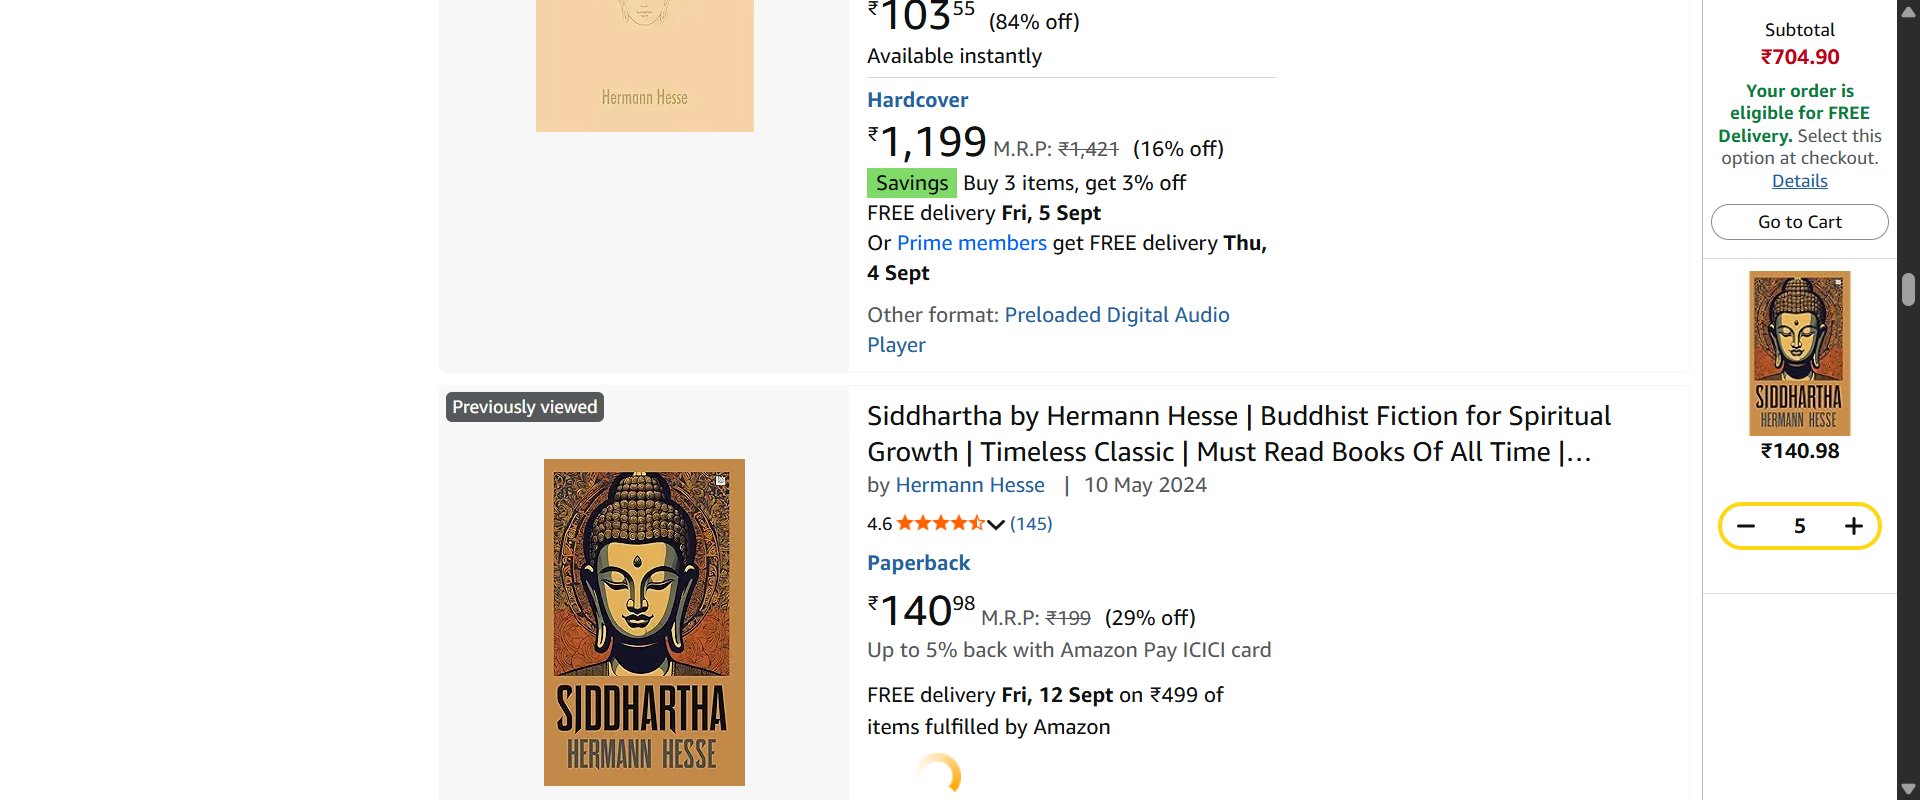 ₹103.55 (84% off)
Available instantly
Hermann Hesse
Hardcover
₹1,199 M.R.P: ₹1,421 (16% off)
Savings Buy 3 items, get 3% off
FREE delivery Fri, 5 Sept
Or Prime members get FREE delivery Thu,
4 Sept
Other format: Preloaded Digital Audio
Player
Previously viewed
SIDDHARTHA
HERMANN HESSE
Siddhartha by Hermann Hesse | Buddhist Fiction for Spiritual
Growth | Timeless Classic | Must Read Books Of All Time |…
by Hermann Hesse | 10 May 2024
4.6 (145)
Paperback
₹140.98 M.R.P: ₹199 (29% off)
Up to 5% back with Amazon Pay ICICI card
FREE delivery Fri, 12 Sept on ₹499 of
items fulfilled by Amazon
Subtotal
₹704.90
Your order is
eligible for FREE
Delivery. Select this
option at checkout.
Details
Go to Cart
SIDDHARTHA
HERMANN HESSE
₹140.98
− 5 +